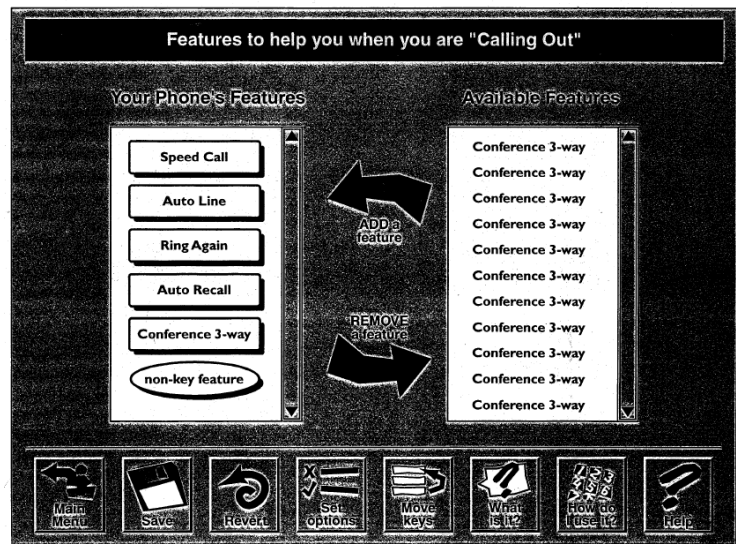 Features to help you when you are "Calling Out"
Your Phone's Features
Speed Call
Auto Line
Ring Again
Auto Recall
Conference 3-way
non-key feature
ADD a
feature
REMOVE
a feature
Available Features
Conference 3-way
Conference 3-way
Conference 3-way
Conference 3-way
Conference 3-way
Conference 3-way
Conference 3-way
Conference 3-way
Conference 3-way
Conference 3-way
Conference 3-way
Main
Menu
Save
Revert
Set
options
Move
keys
What
is it?
How do
I use it?
Help